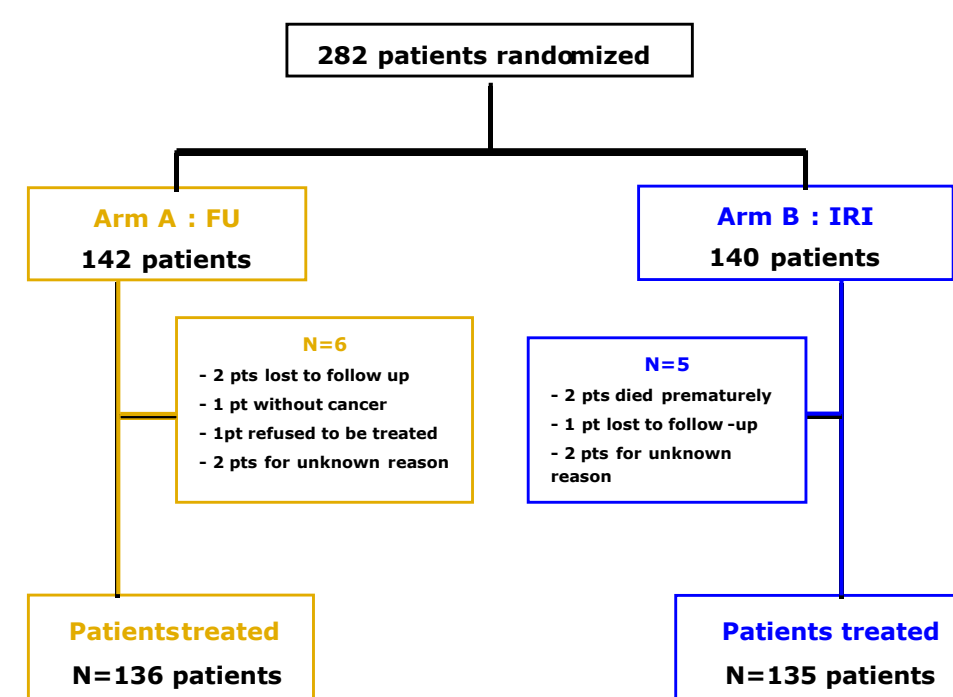 282 patients randomized
Arm A : FU
142 patients
Arm B : IRI
140 patients
N=6
- 2 pts lost to follow up
- 1 pt without cancer
- 1pt refused to be treated
- 2 pts for unknown reason
N=5
- 2 pts died prematurely
- 1 pt lost to follow -up
- 2 pts for unknown
reason
Patientstreated
N=136 patients
Patients treated
N=135 patients